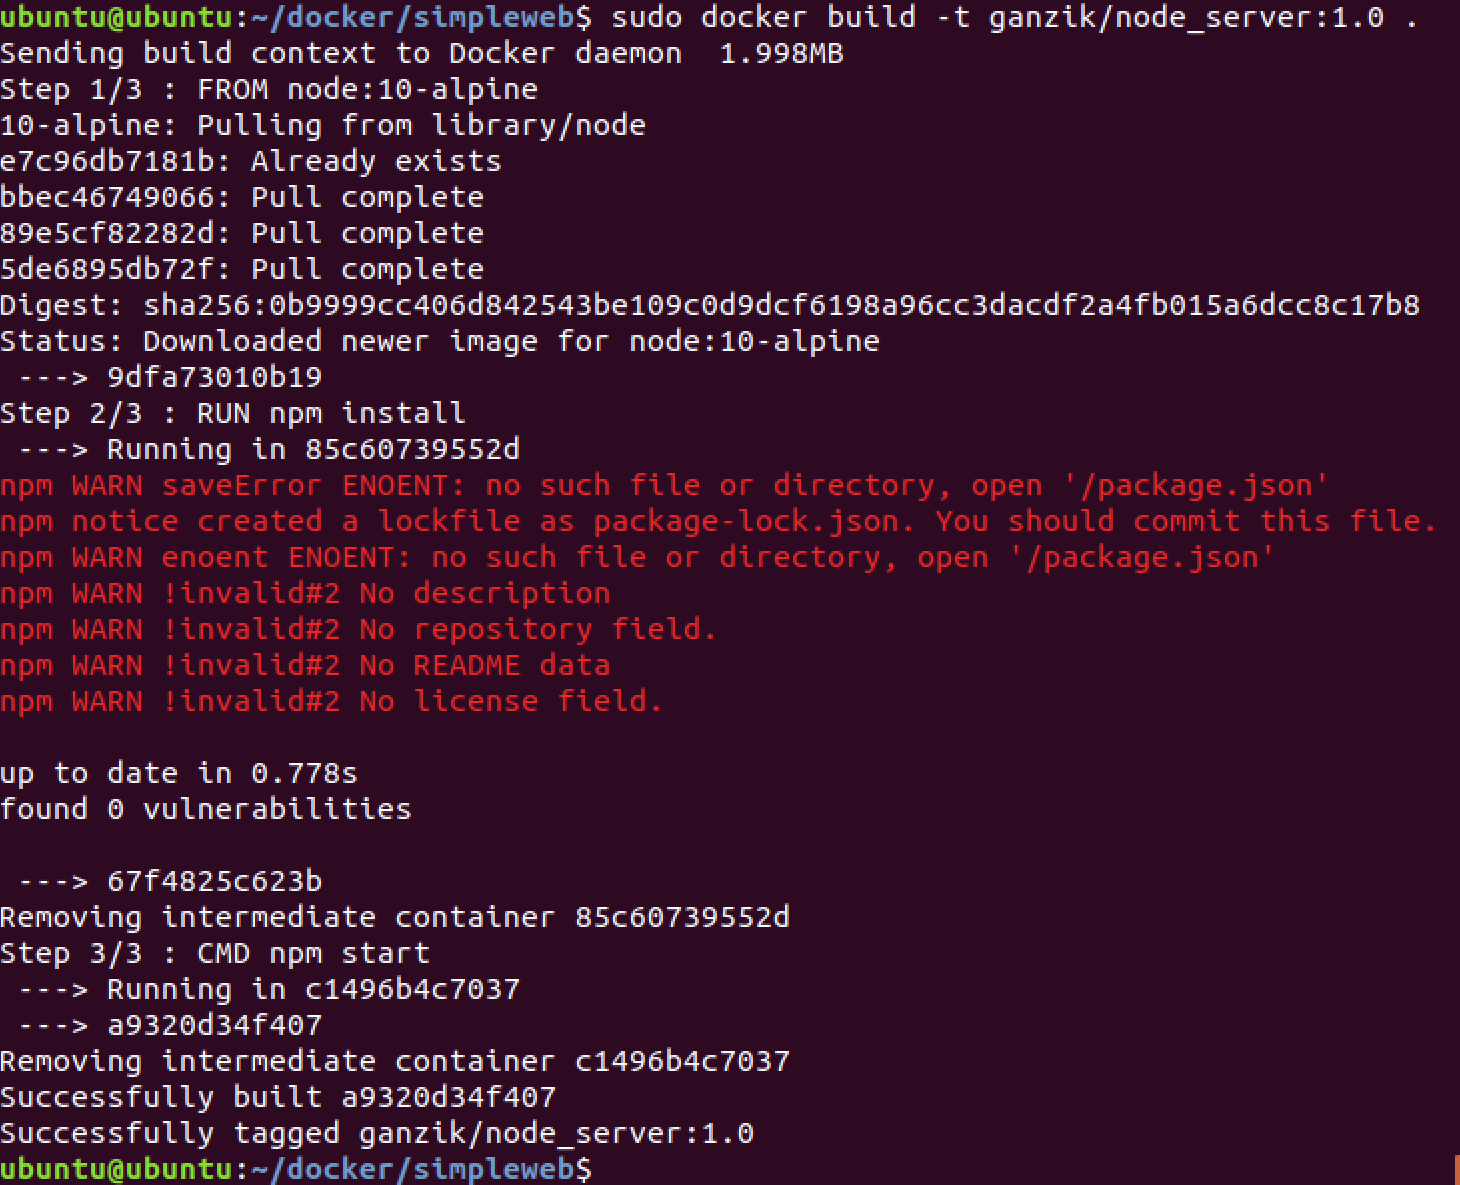 ubuntu@ubuntu:~/docker/simpleweb$ sudo docker build -t ganzik/node_server:1.0 .
Sending build context to Docker daemon  1.998MB
Step 1/3 : FROM node:10-alpine
10-alpine: Pulling from library/node
e7c96db7181b: Already exists
bbec46749066: Pull complete
89e5cf82282d: Pull complete
5de6895db72f: Pull complete
Digest: sha256:0b9999cc406d842543be109c0d9dcf6198a96cc3dacdf2a4fb015a6dcc8c17b8
Status: Downloaded newer image for node:10-alpine
 ---> 9dfa73010b19
Step 2/3 : RUN npm install
 ---> Running in 85c60739552d
npm WARN saveError ENOENT: no such file or directory, open '/package.json'
npm notice created a lockfile as package-lock.json. You should commit this file.
npm WARN enoent ENOENT: no such file or directory, open '/package.json'
npm WARN !invalid#2 No description
npm WARN !invalid#2 No repository field.
npm WARN !invalid#2 No README data
npm WARN !invalid#2 No license field.
up to date in 0.778s
found 0 vulnerabilities
 ---> 67f4825c623b
Removing intermediate container 85c60739552d
Step 3/3 : CMD npm start
 ---> Running in c1496b4c7037
 ---> a9320d34f407
Removing intermediate container c1496b4c7037
Successfully built a9320d34f407
Successfully tagged ganzik/node_server:1.0
ubuntu@ubuntu:~/docker/simpleweb$